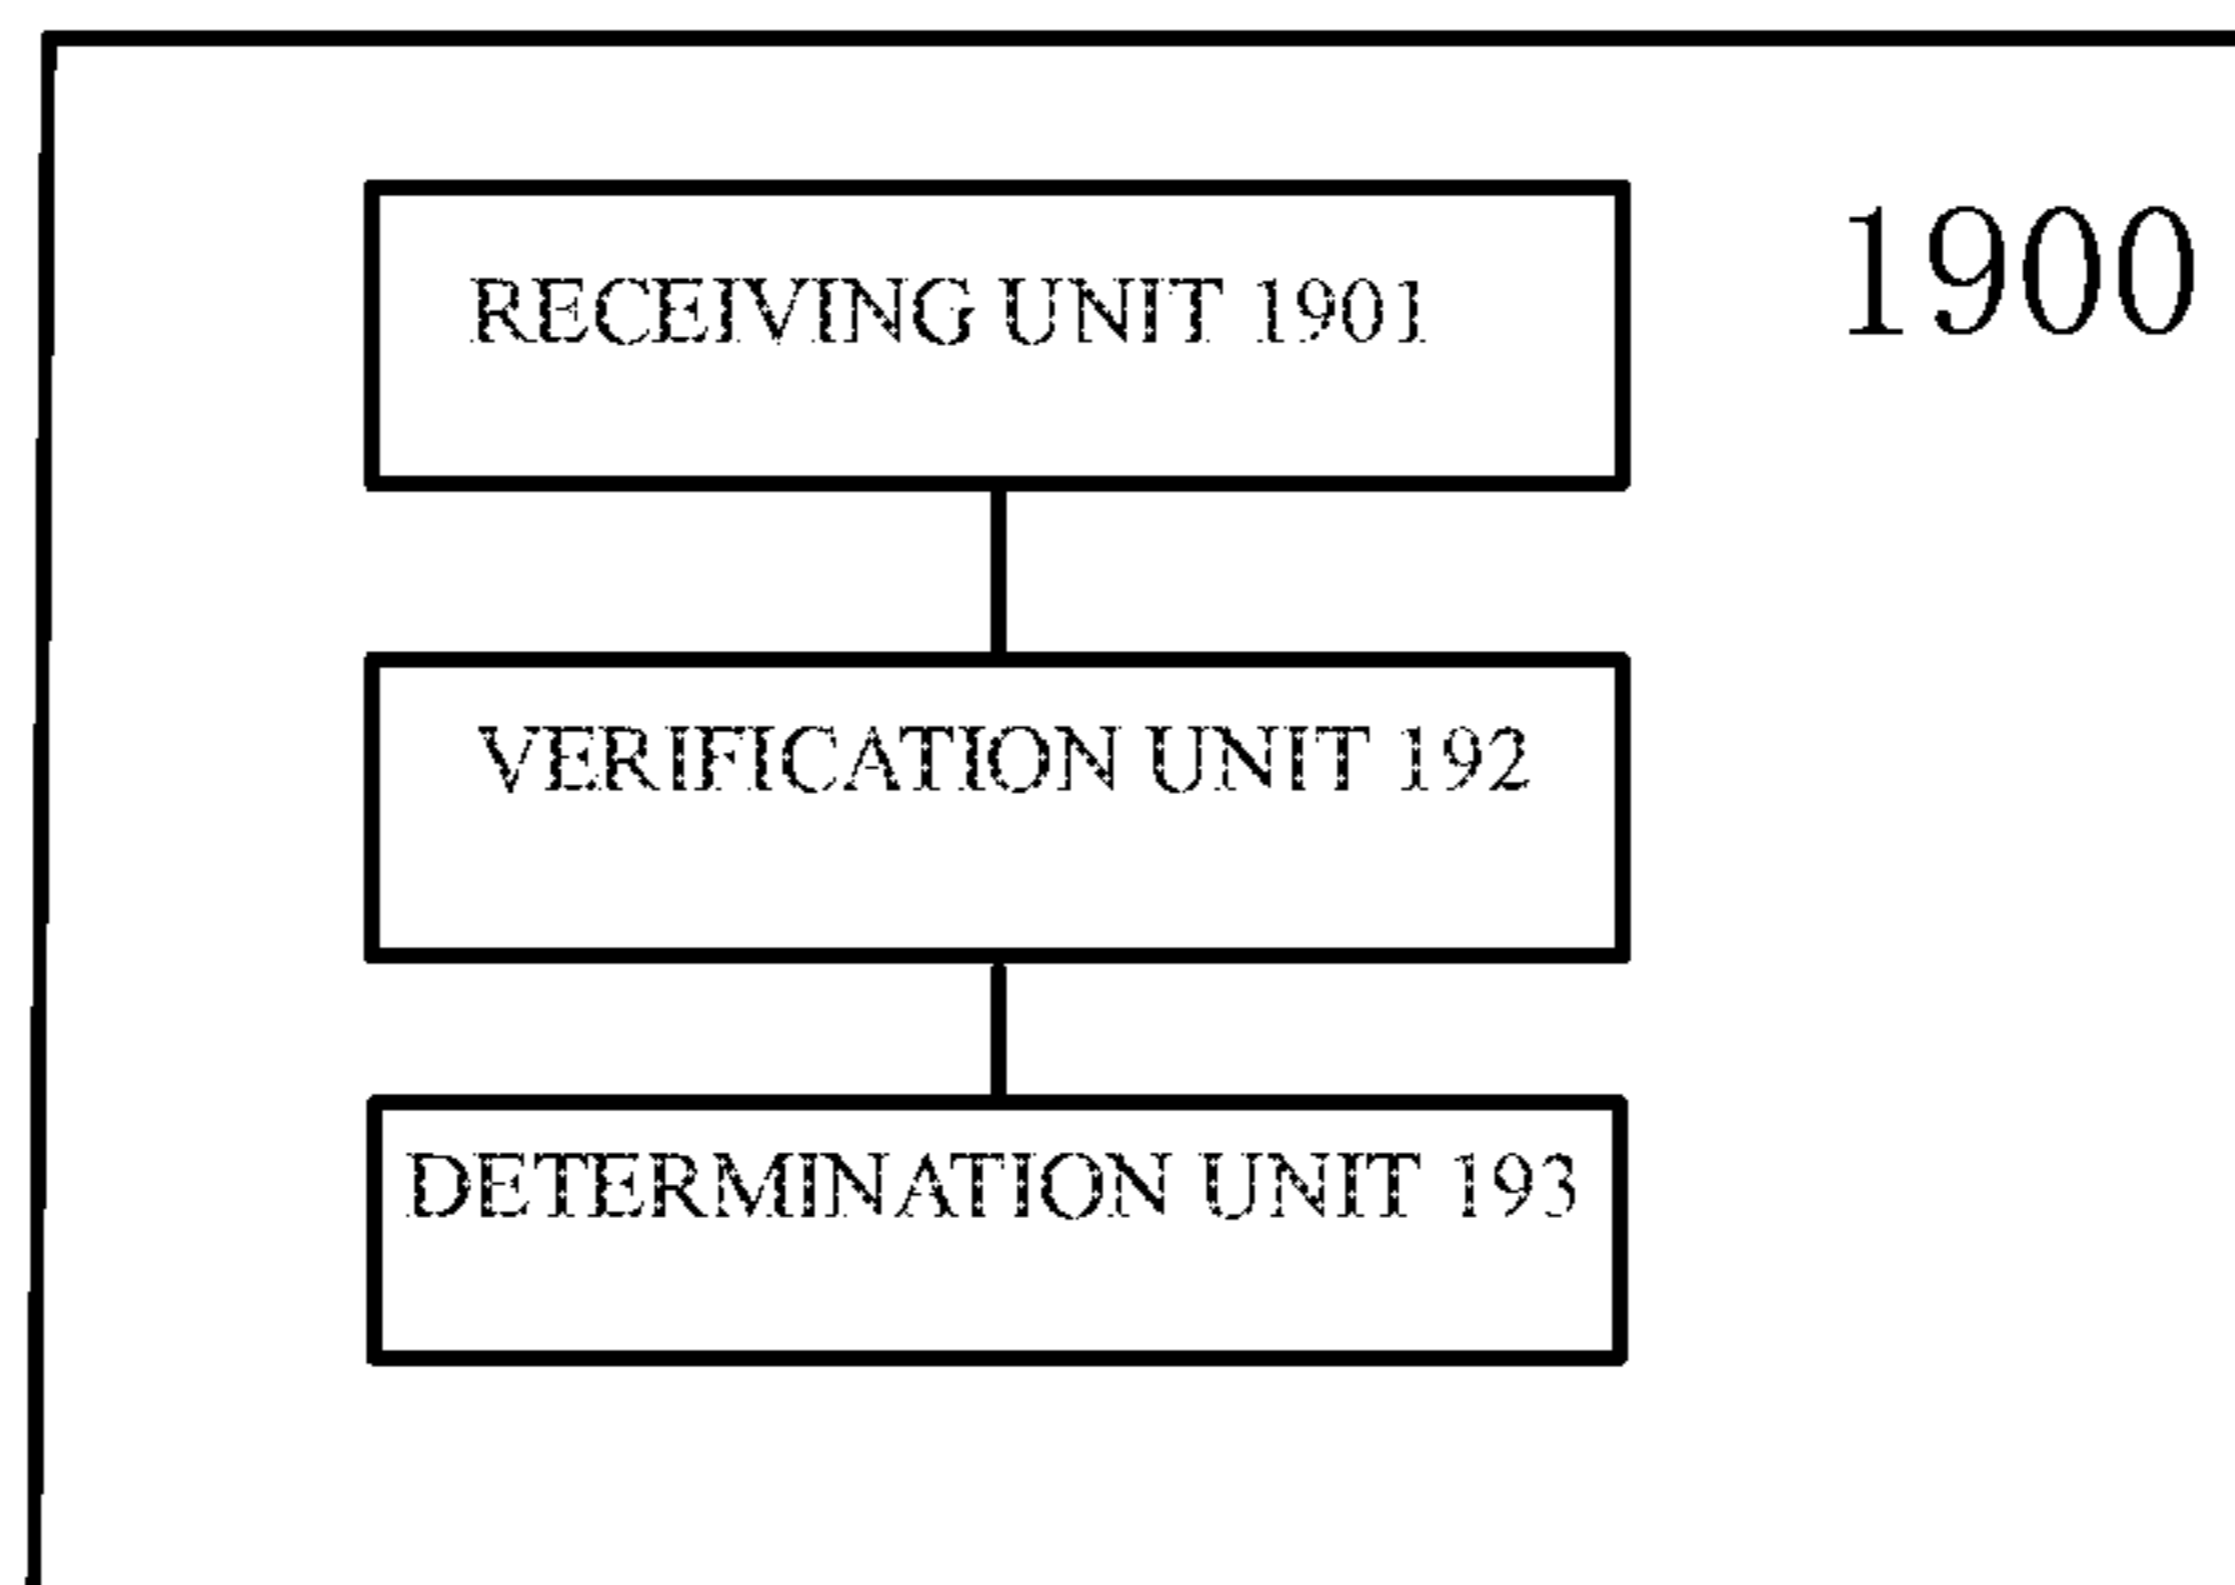 RECEIVING UNIT 1901
1900
VERIFICATION UNIT 192
DETERMINATION UNIT 193